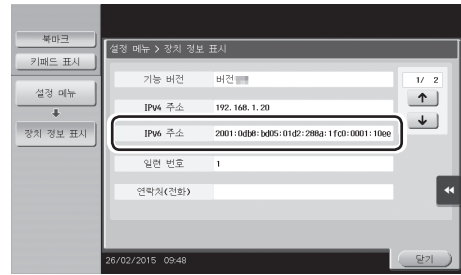 북마크
키패드 표시
설정 메뉴
장치 정보 표시
설정 메뉴 > 장치 정보 표시
기능 버전 버전
1/ 2
IPv4 주소 192.168.1.20
IPv6 주소 2001:0db8:bd05:01d2:288a:1fc0:0001:10ee
일련 번호 1
연락처(전화)
26/02/2015 09:48
닫기